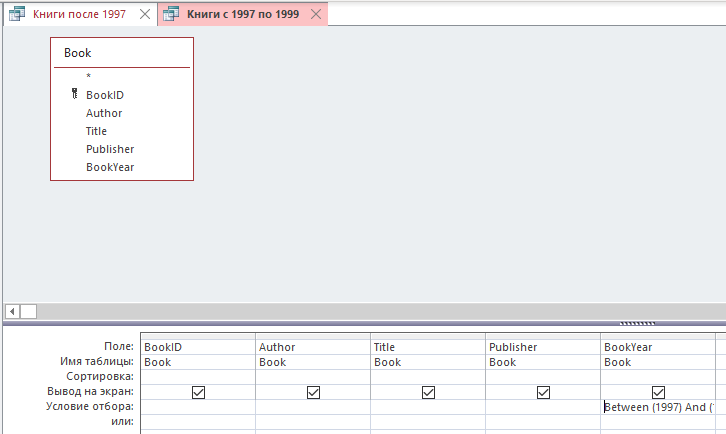 Книги после 1997 Книги с 1997 по 1999
Book
*
BookID
Author
Title
Publisher
BookYear
Поле: BookID Author Title Publisher BookYear
Имя таблицы: Book Book Book Book Book
Сортировка:
Вывод на экран:
Условие отбора: Between (1997) And (
или: